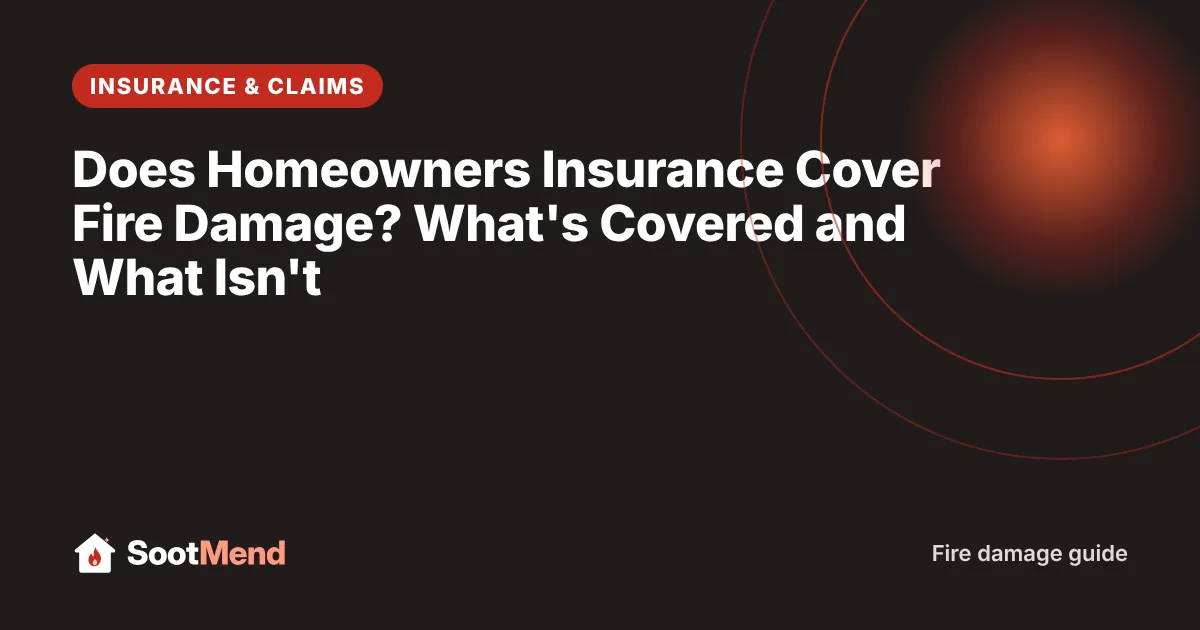 INSURANCE & CLAIMS
Does Homeowners Insurance Cover
Fire Damage? What's Covered and
What Isn't
SootMend
Fire damage guide